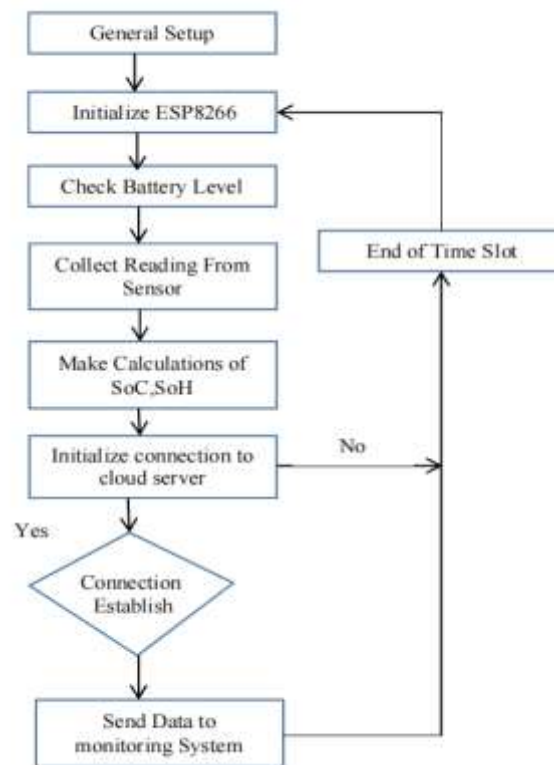 General Setup
Initialize ESP8266
Check Battery Level
Collect Reading From
Sensor
End of Time Slot
Make Calculations of
SoC,SoH
Initialize connection to
cloud server
No
Yes
Connection
Establish
Send Data to
monitoring System